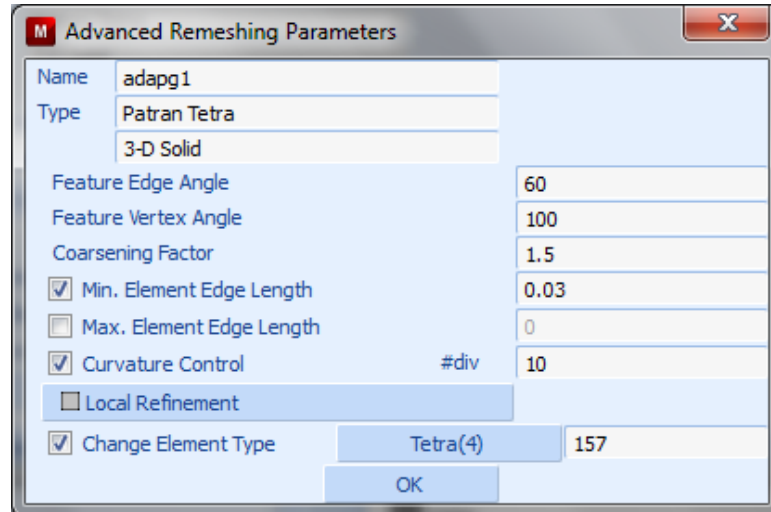 M Advanced Remeshing Parameters X
Name adapg1
Type Patran Tetra
3-D Solid
Feature Edge Angle 60
Feature Vertex Angle 100
Coarsening Factor 1.5
Min. Element Edge Length 0.03
Max. Element Edge Length 0
Curvature Control #div 10
Local Refinement
Change Element Type Tetra(4) 157
OK